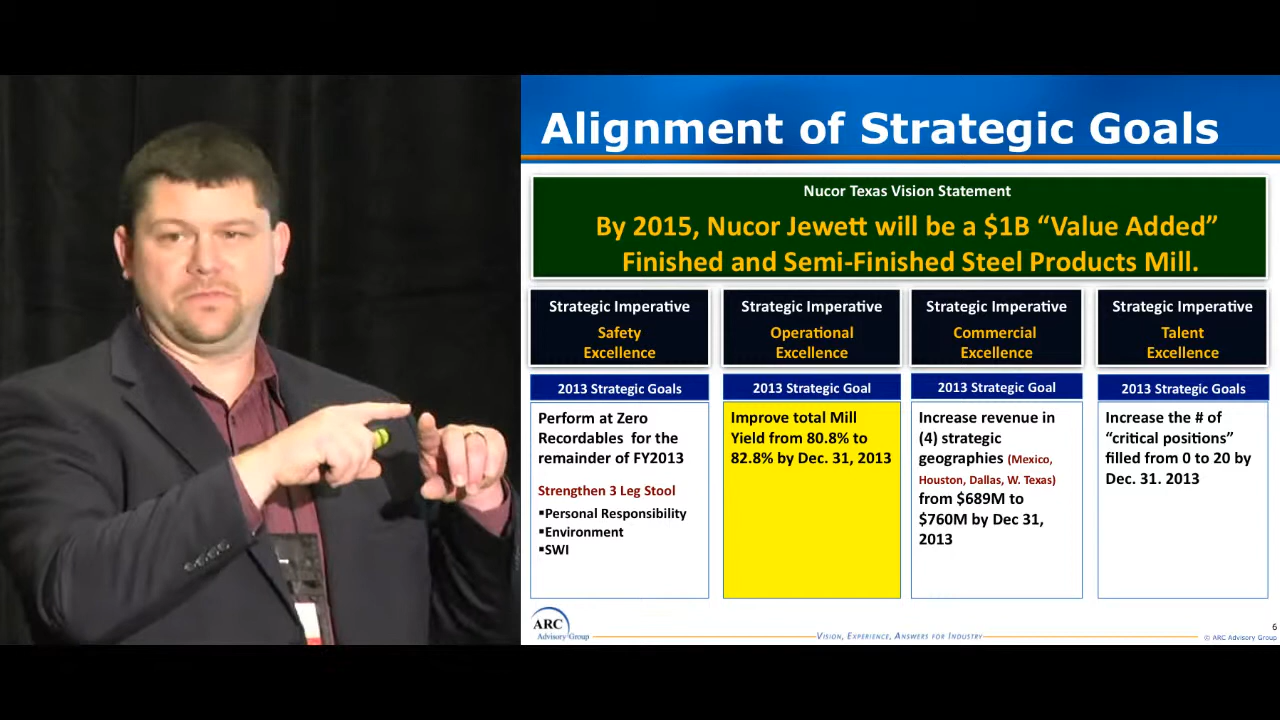 Alignment of Strategic Goals
Nucor Texas Vision Statement
By 2015, Nucor Jewett will be a $1B “Value Added”
Finished and Semi-Finished Steel Products Mill.
Strategic Imperative
Safety
Excellence
2013 Strategic Goals
Perform at Zero
Recordables for the
remainder of FY2013
Strengthen 3 Leg Stool
▪Personal Responsibility
▪Environment
▪SWI
Strategic Imperative
Operational
Excellence
2013 Strategic Goal
Improve total Mill
Yield from 80.8% to
82.8% by Dec. 31, 2013
Strategic Imperative
Commercial
Excellence
2013 Strategic Goal
Increase revenue in
(4) strategic
geographies (Mexico,
Houston, Dallas, W. Texas)
from $689M to
$760M by Dec 31,
2013
Strategic Imperative
Talent
Excellence
2013 Strategic Goals
Increase the # of
“critical positions”
filled from 0 to 20 by
Dec. 31. 2013
ARC
Advisory Group
Vision, Experience, Answers for Industry
6
© ARC Advisory Group